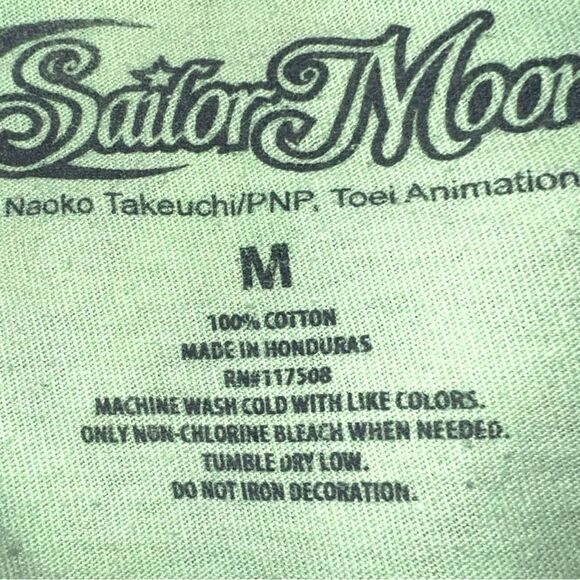 Sailor Moon
Naoko Takeuchi/PNP, Toei Animation
M
100% COTTON
MADE IN HONDURAS
RN#117508
MACHINE WASH COLD WITH LIKE COLORS.
ONLY NON-CHLORINE BLEACH WHEN NEEDED.
TUMBLE DRY LOW.
DO NOT IRON DECORATION.